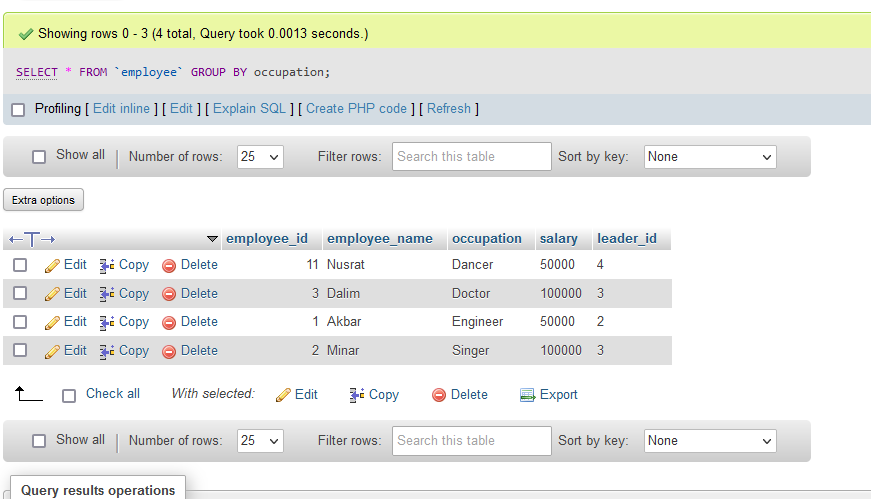 Showing rows 0 - 3 (4 total, Query took 0.0013 seconds.)
SELECT * FROM `employee` GROUP BY occupation;
Profiling [ Edit inline ] [ Edit ] [ Explain SQL ] [ Create PHP code ] [ Refresh ]
Show all Number of rows: 25 Filter rows: Search this table Sort by key: None
Extra options
employee_id employee_name occupation salary leader_id
Edit Copy Delete 11 Nusrat Dancer 50000 4
Edit Copy Delete 3 Dalim Doctor 100000 3
Edit Copy Delete 1 Akbar Engineer 50000 2
Edit Copy Delete 2 Minar Singer 100000 3
Check all With selected: Edit Copy Delete Export
Show all Number of rows: 25 Filter rows: Search this table Sort by key: None
Query results operations